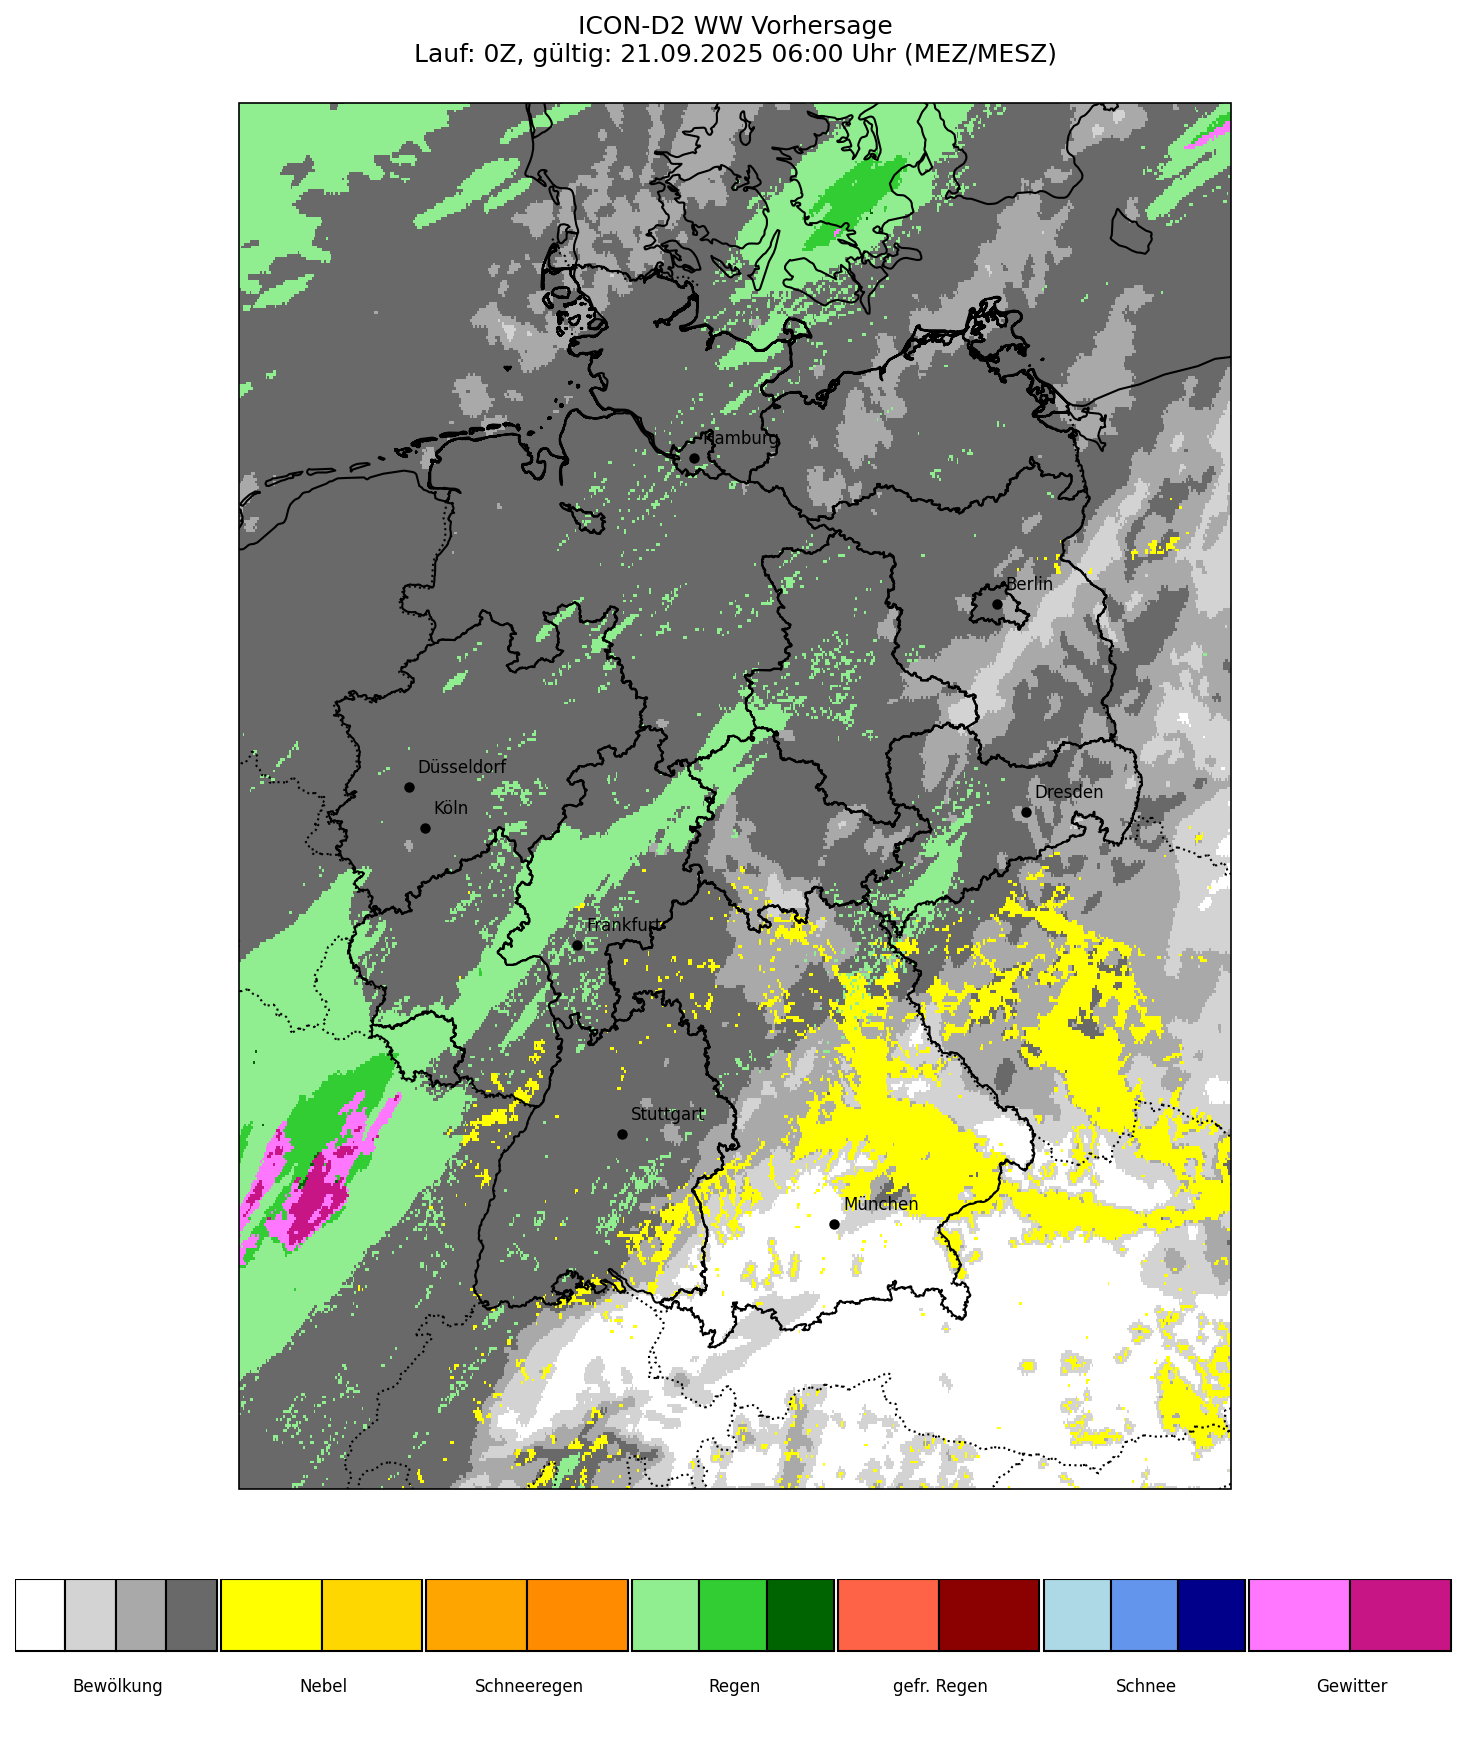 ICON-D2 WW Vorhersage
Lauf: 0Z, gültig: 21.09.2025 06:00 Uhr (MEZ/MESZ)
Hamburg
Berlin
Düsseldorf
Dresden
Köln
Frankfurt
Stuttgart
München
Bewölkung
Nebel
Schneeregen
Regen
gefr. Regen
Schnee
Gewitter